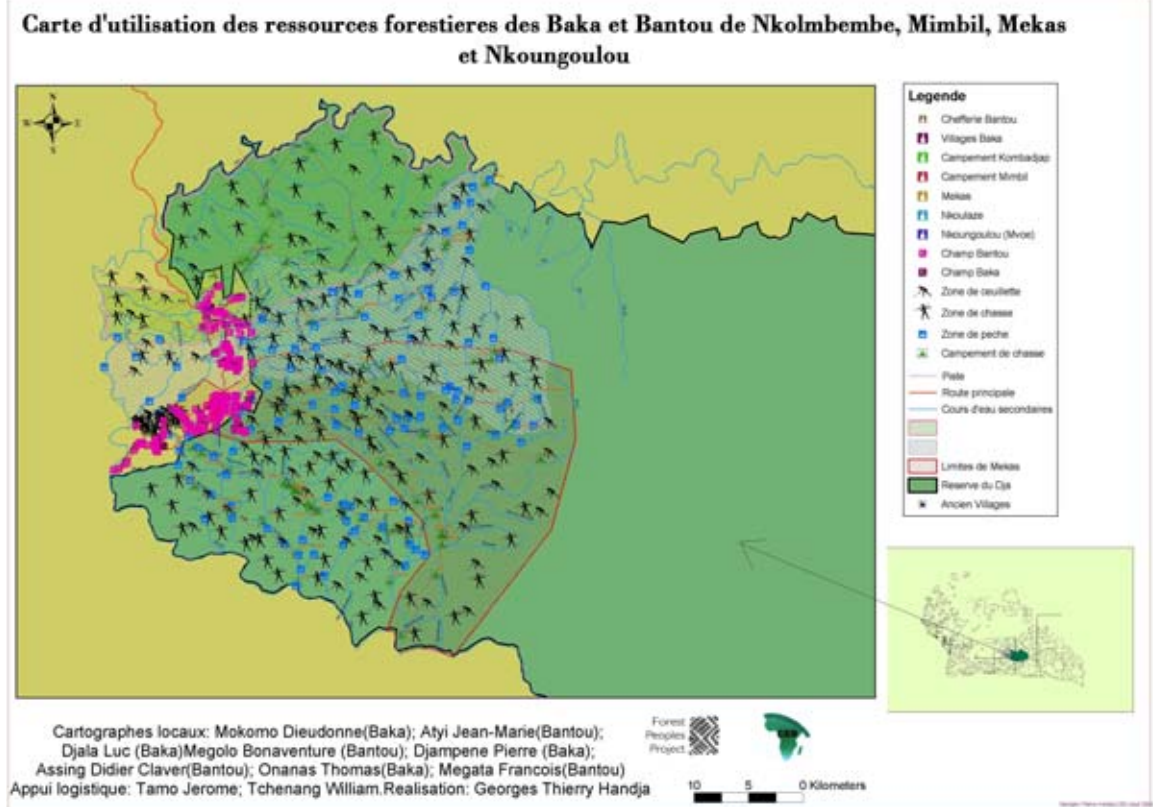 Carte d'utilisation des ressources forestieres des Baka et Bantou de Nkolmbembe, Mimbil, Mekas
et Nkoungoulou
N
W
E
S
Legende
Chefferie Bantou
Villages Baka
Campement Kombadjap
Campement Mimbil
Mekas
Nkoulaze
Nkoungoulou (Mvoe)
Champ Bantou
Champ Baka
Zone de ceuillette
Zone de chasse
Zone de peche
Campement de chasse
Piste
Route principale
Cours d'eau secondaires
Limites de Mekas
Reserve du Dja
Ancien Villages
Cartographes locaux: Mokomo Dieudonne(Baka); Atyi Jean-Marie(Bantou);
Djala Luc (Baka)Megolo Bonaventure (Bantou); Djampene Pierre (Baka);
Assing Didier Claver(Bantou); Onanas Thomas(Baka); Megata Francois(Bantou)
Appui logistique: Tamo Jerome; Tchenang William.Realisation: Georges Thierry Handja
Forest
Peoples
Project
CED
10 5 0 Kilometers